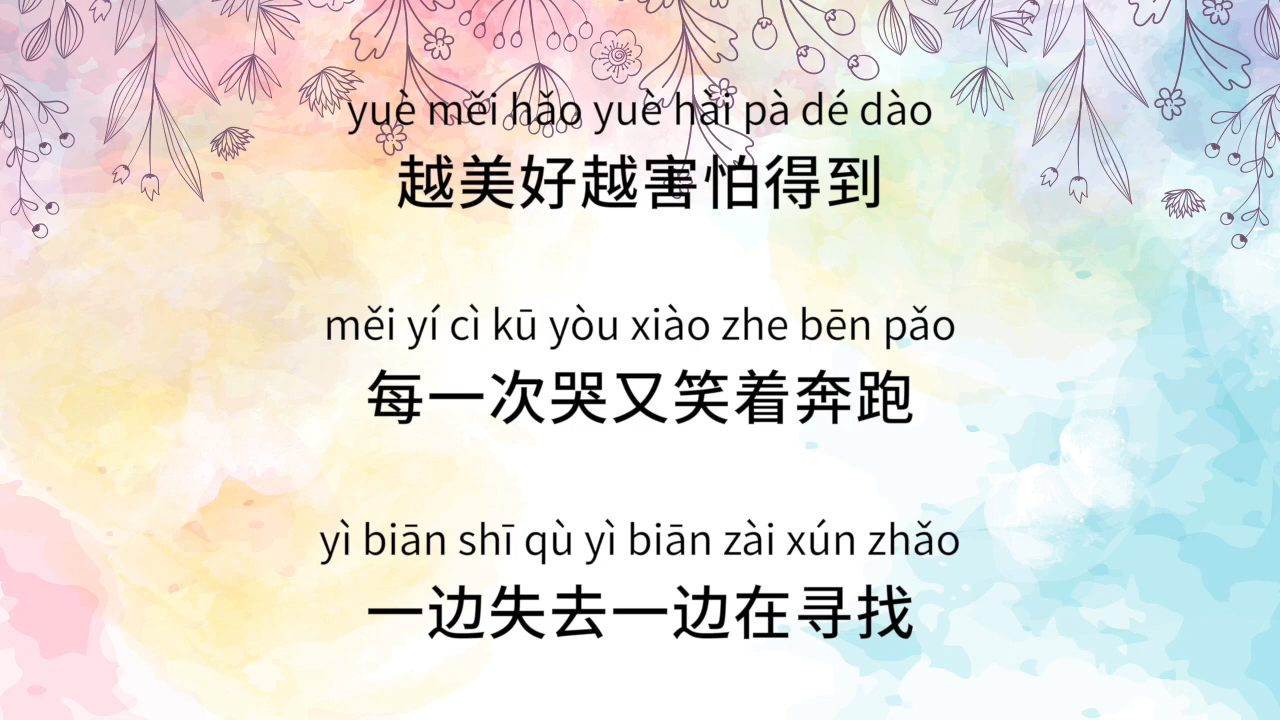 yuè měi hǎo yuè hài pà dé dào
越美好越害怕得到
měi yí cì kū yòu xiào zhe bēn pǎo
每一次哭又笑着奔跑
yì biān shī qù yì biān zài xún zhǎo
一边失去一边在寻找